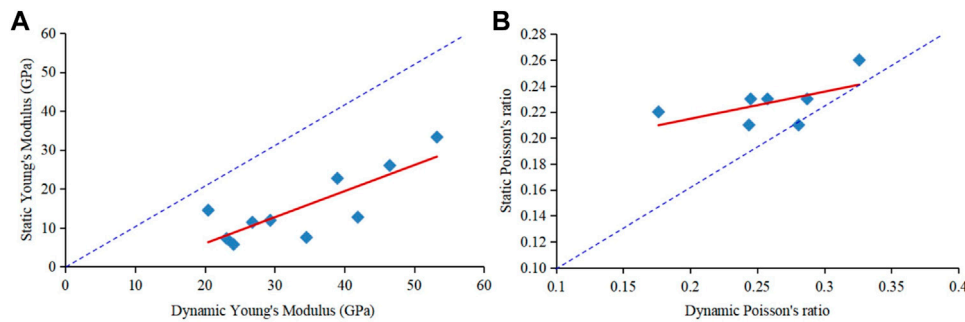 A
60
50
40
30
20
10
0
Static Young's Modulus (GPa)
0 10 20 30 40 50 60
Dynamic Young's Modulus (GPa)
B
0.28
0.26
0.24
0.22
0.20
0.18
0.16
0.14
0.12
0.10
Static Poisson's ratio
0.1 0.15 0.2 0.25 0.3 0.35 0.4
Dynamic Poisson's ratio